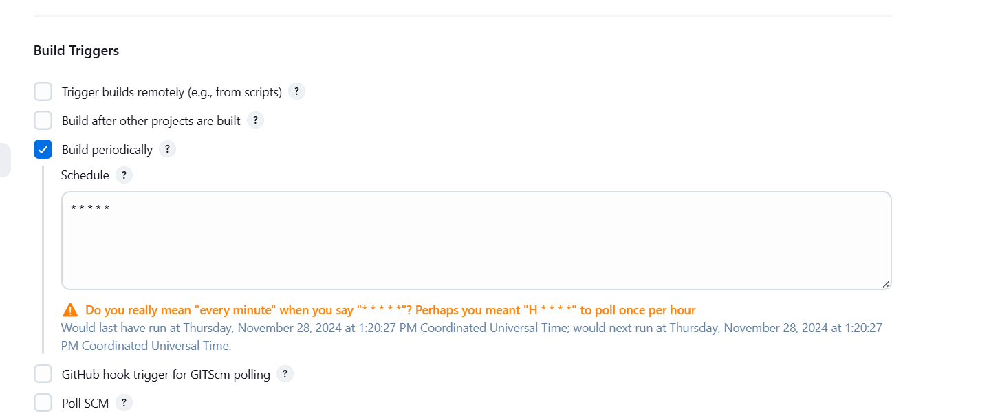 Build Triggers
Trigger builds remotely (e.g., from scripts) ?
Build after other projects are built ?
Build periodically ?
Schedule ?
* * * * *
Do you really mean "every minute" when you say "* * * * *"? Perhaps you meant "H * * * *" to poll once per hour
Would last have run at Thursday, November 28, 2024 at 1:20:27 PM Coordinated Universal Time; would next run at Thursday, November 28, 2024 at 1:20:27
PM Coordinated Universal Time.
GitHub hook trigger for GITScm polling ?
Poll SCM ?